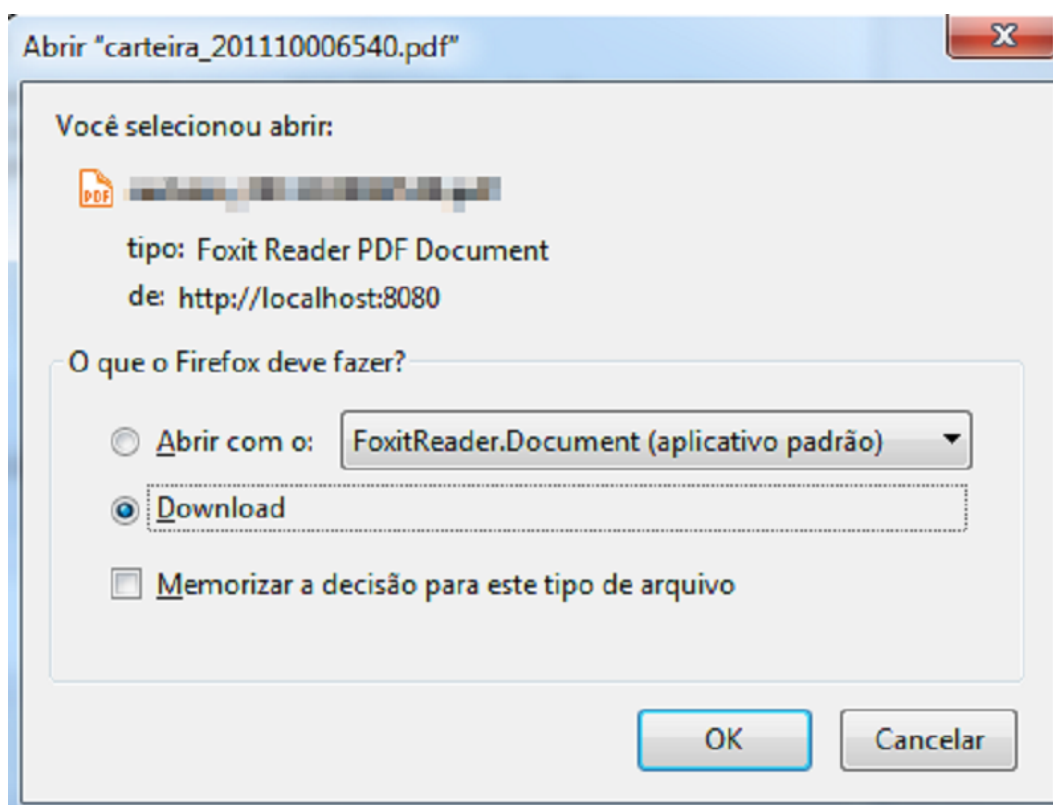 Abrir "carteira_201110006540.pdf"
Você selecionou abrir:
PDF
tipo: Foxit Reader PDF Document
de: http://localhost:8080
O que o Firefox deve fazer?
Abrir com o: FoxitReader.Document (aplicativo padrão)
Download
Memorizar a decisão para este tipo de arquivo
OK Cancelar